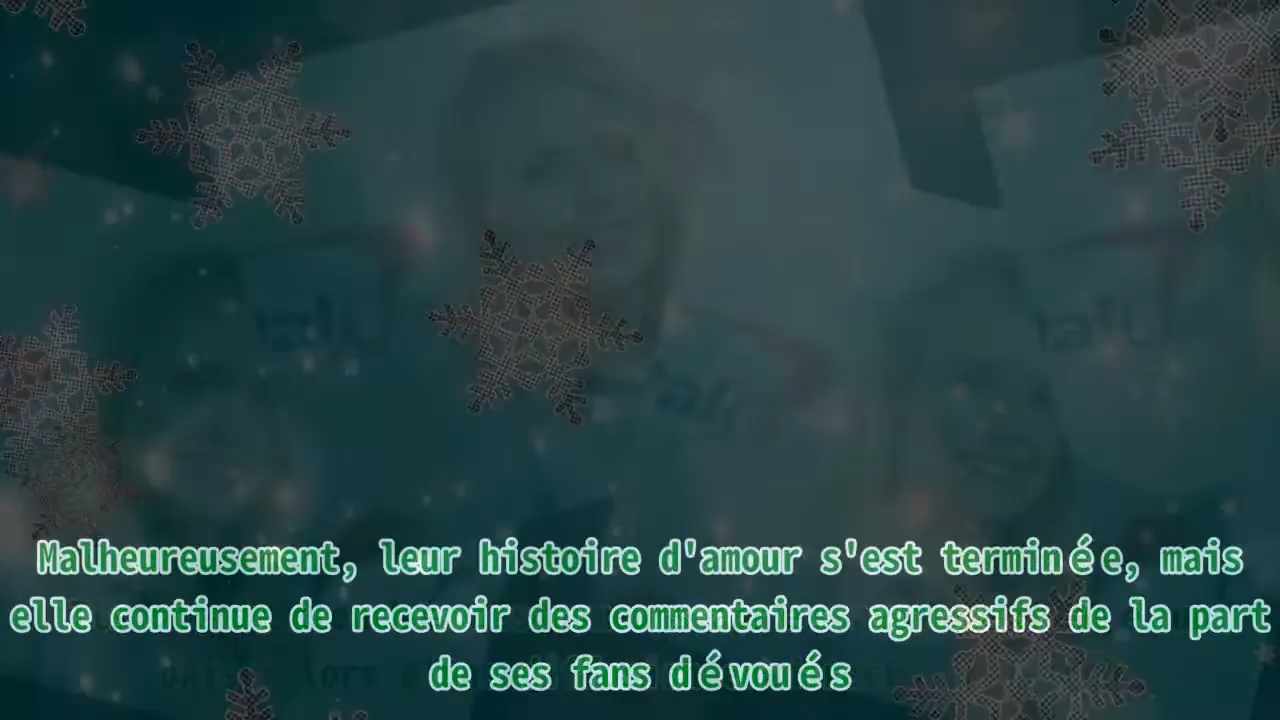 Malheureusement, leur histoire d'amour s'est terminée, mais
elle continue de recevoir des commentaires agressifs de la part
de ses fans dévoués